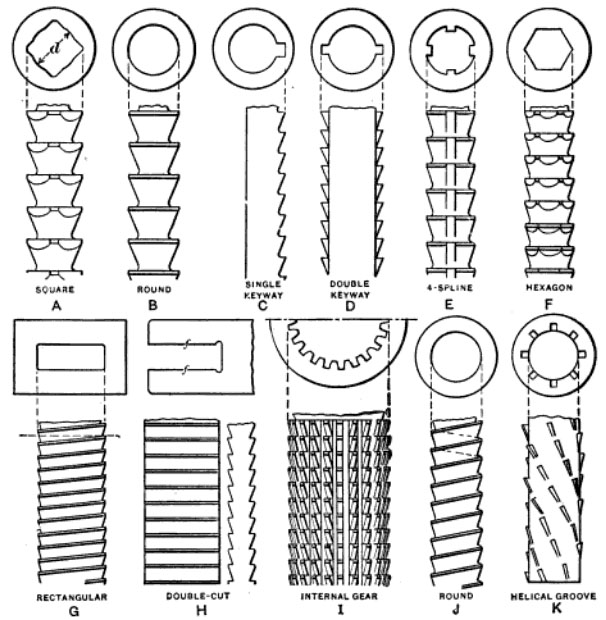 d
SQUARE ROUND SINGLE KEYWAY DOUBLE KEYWAY 4-SPLINE HEXAGON
A B C D E F
f
f
RECTANGULAR DOUBLE-CUT INTERNAL GEAR ROUND HELICAL GROOVE
G H I J K